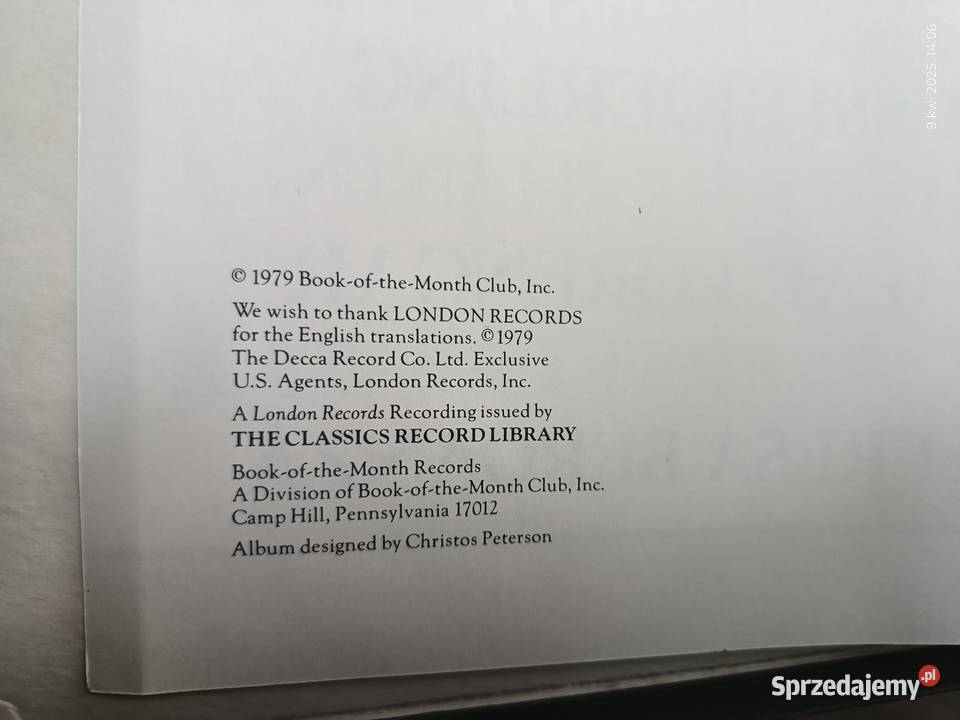 © 1979 Book-of-the-Month Club, Inc.
We wish to thank LONDON RECORDS
for the English translations. ©1979
The Decca Record Co. Ltd. Exclusive
U.S. Agents, London Records, Inc.
A London Records Recording issued by
THE CLASSICS RECORD LIBRARY
Book-of-the-Month Records
A Division of Book-of-the-Month Club, Inc.
Camp Hill, Pennsylvania 17012
Album designed by Christos Peterson
9 kwi 2025, 14:06
Sprzedajemy.pl